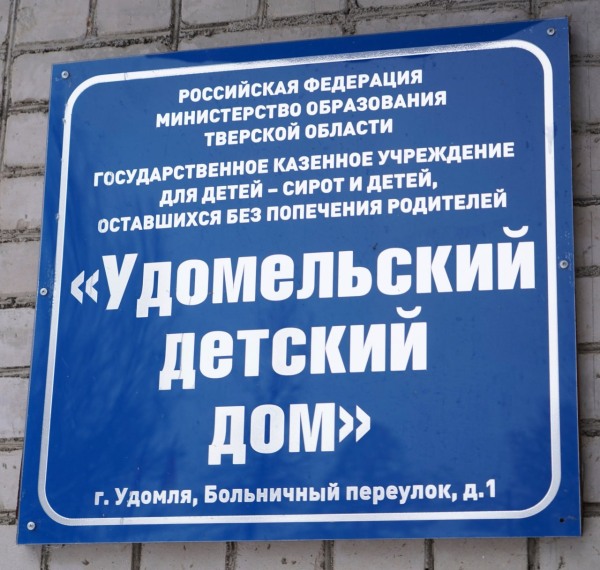 РОССИЙСКАЯ ФЕДЕРАЦИЯ
МИНИСТЕРСТВО ОБРАЗОВАНИЯ
ТВЕРСКОЙ ОБЛАСТИ
ГОСУДАРСТВЕННОЕ КАЗЕННОЕ УЧРЕЖДЕНИЕ
ДЛЯ ДЕТЕЙ – СИРОТ И ДЕТЕЙ,
ОСТАВШИХСЯ БЕЗ ПОПЕЧЕНИЯ РОДИТЕЛЕЙ
«Удомельский
детский
дом»
г. Удомля, Больничный переулок, д.1